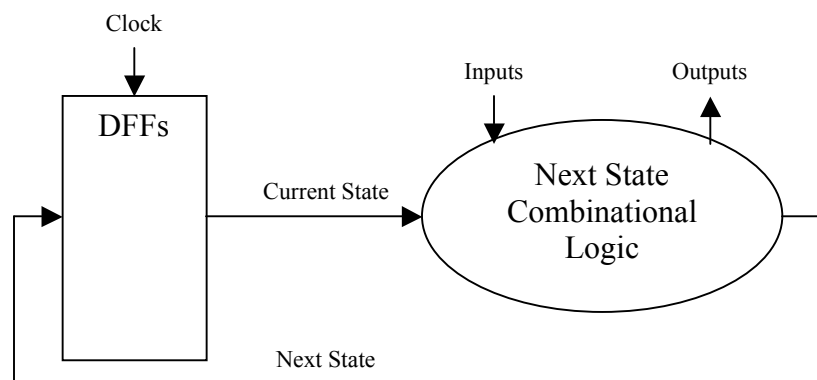 Clock
Inputs
Outputs
DFFs
Current State
Next State
Combinational
Logic
Next State